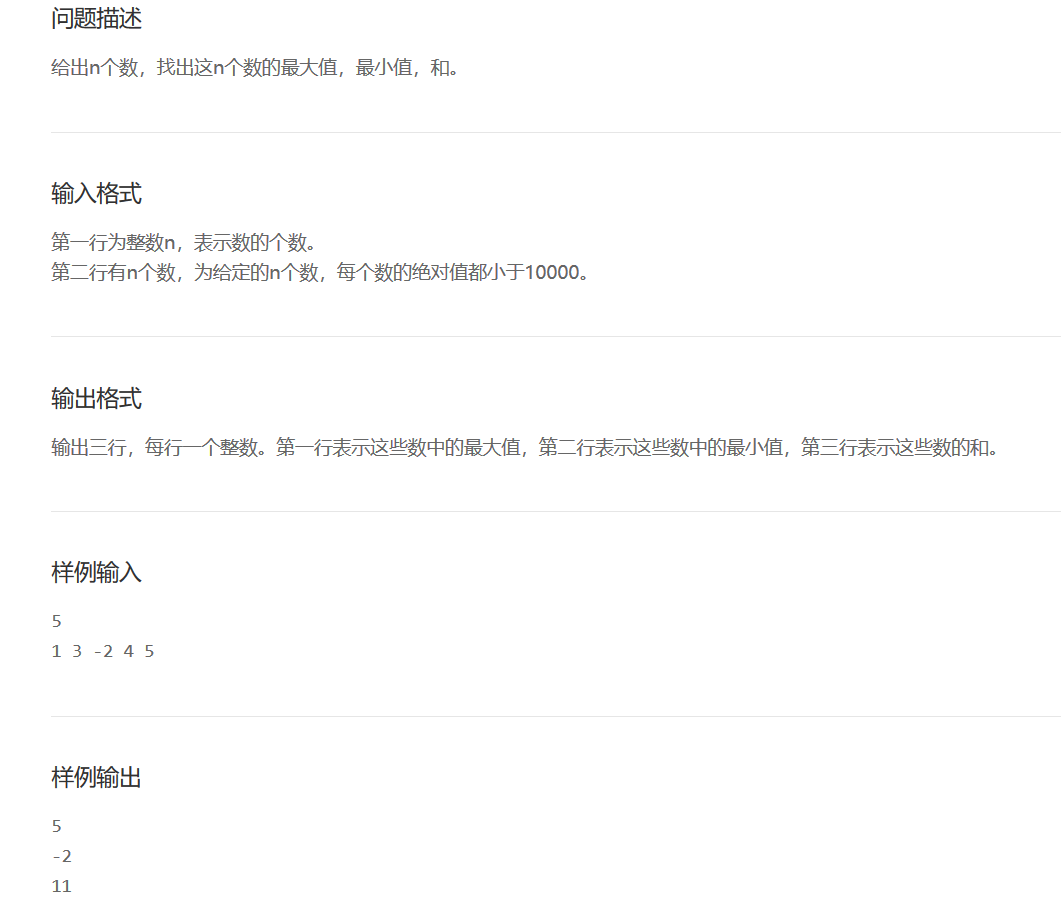 问题描述
给出n个数，找出这n个数的最大值，最小值，和。
输入格式
第一行为整数n，表示数的个数。
第二行有n个数，为给定的n个数，每个数的绝对值都小于10000。
输出格式
输出三行，每行一个整数。第一行表示这些数中的最大值，第二行表示这些数中的最小值，第三行表示这些数的和。
样例输入
5
1 3 -2 4 5
样例输出
5
-2
11